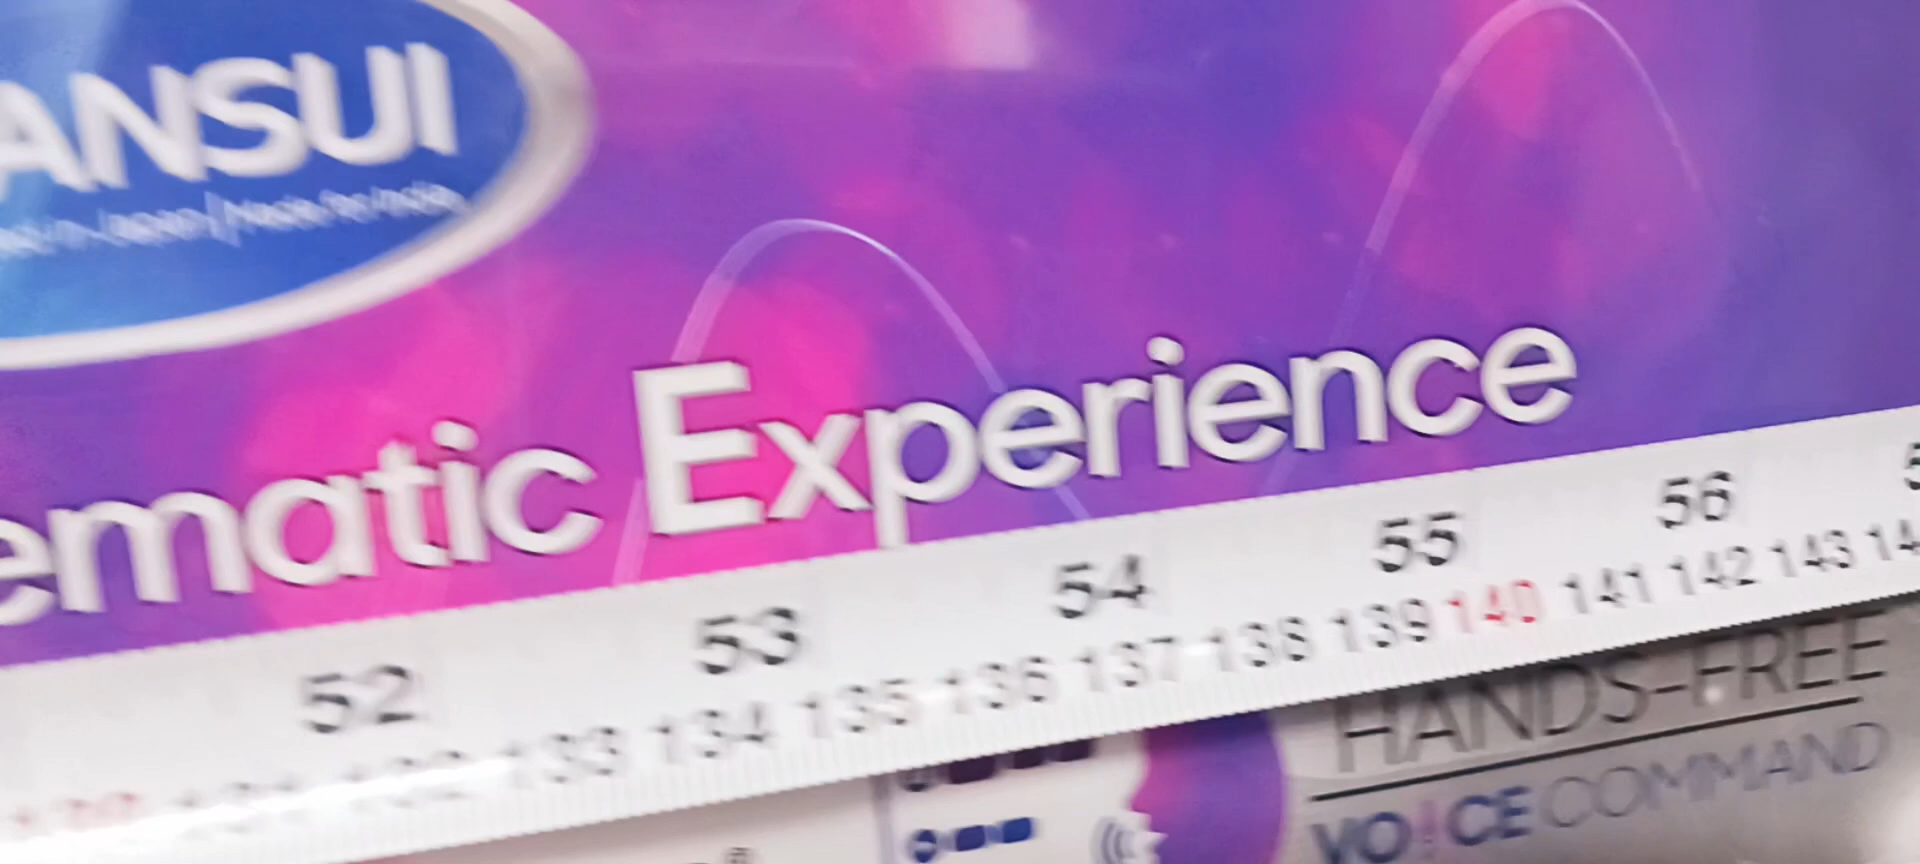 ANSUI
ematic Experience
52 53 54 55 56
133 134 135 136 137 138 139 140 141 142 143
HANDS-FREE
VOICE COMMAND